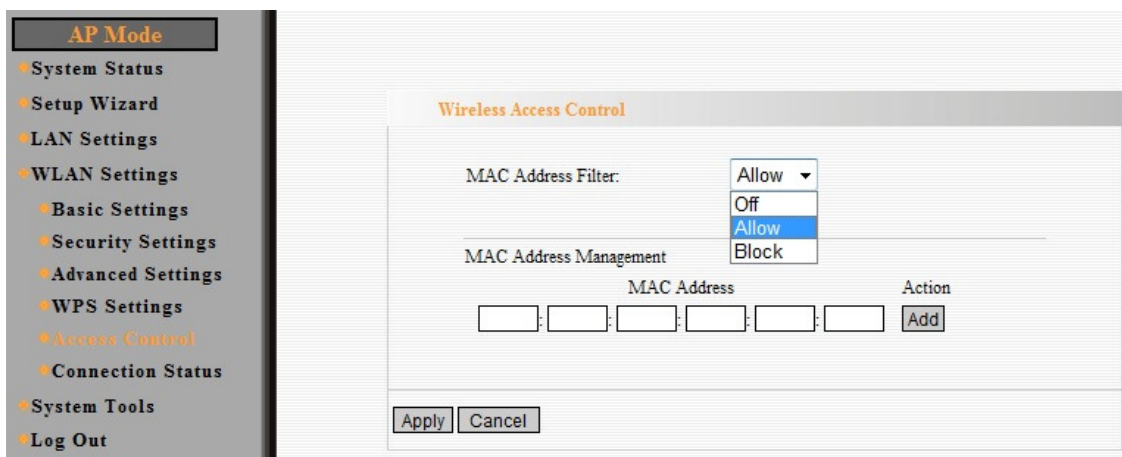 AP Mode
System Status
Setup Wizard
LAN Settings
WLAN Settings
Basic Settings
Security Settings
Advanced Settings
WPS Settings
Access Control
Connection Status
System Tools
Log Out
Wireless Access Control
MAC Address Filter:
Allow
Off
Allow
Block
MAC Address Management
MAC Address Action
: : : : : Add
Apply Cancel